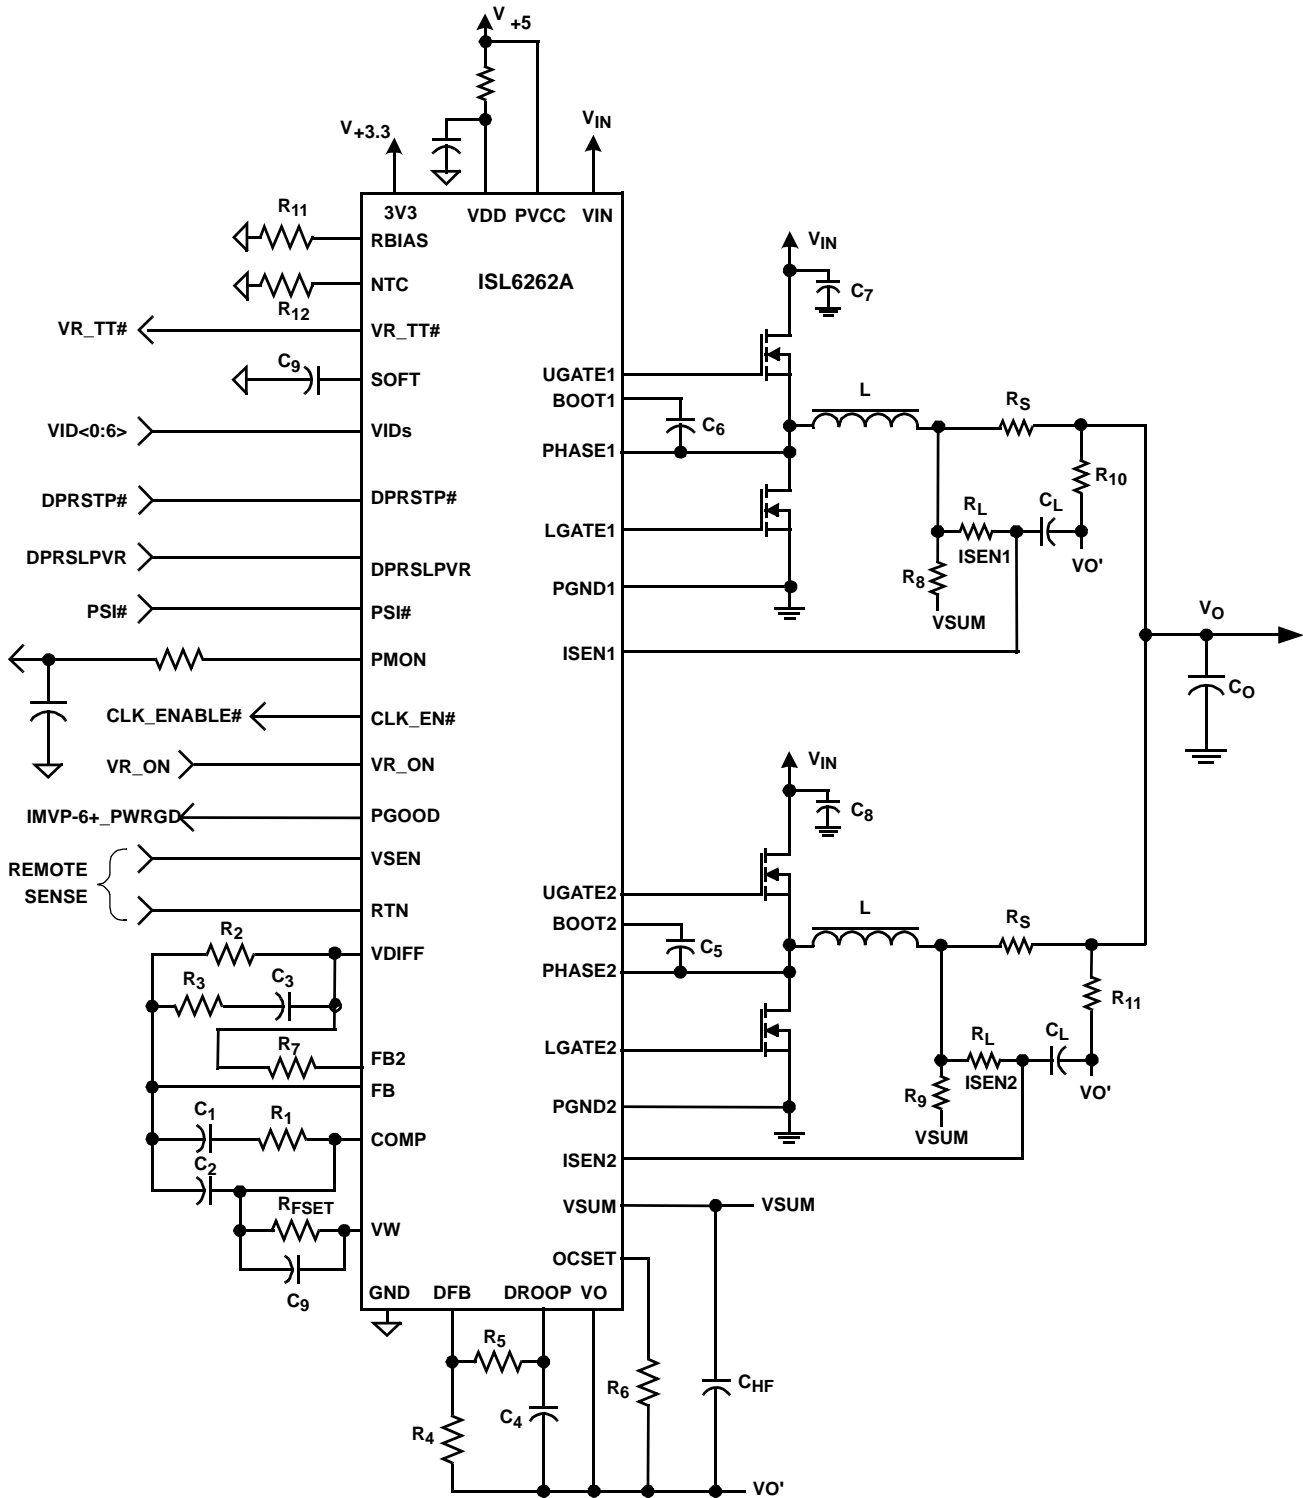 V +5
V+3.3
VIN
3V3
VDD PVCC VIN
R11
RBIAS
ISL6262A
NTC
R12
VR_TT#
VR_TT#
C9
SOFT
VID<0:6>
VIDs
DPRSTP#
DPRSTP#
DPRSLPVR
DPRSLPVR
PSI#
PSI#
PMON
CLK_ENABLE#
CLK_EN#
VR_ON
VR_ON
IMVP-6+_PWRGD
PGOOD
REMOTE
SENSE
VSEN
RTN
R2
VDIFF
R3
C3
R7
FB2
FB
C1
R1
COMP
C2
RFSET
VW
C9
GND
DFB
DROOP
VO
UGATE1
BOOT1
C6
PHASE1
LGATE1
PGND1
ISEN1
VIN
C7
L
RS
R10
RL
CL
ISEN1
R8
VSUM
VO'
VO
CO
VIN
C8
UGATE2
BOOT2
C5
PHASE2
LGATE2
PGND2
ISEN2
L
RS
R11
RL
CL
ISEN2
R9
VSUM
VO'
VSUM
VSUM
OCSET
R5
R4
C4
R6
CHF
VO'